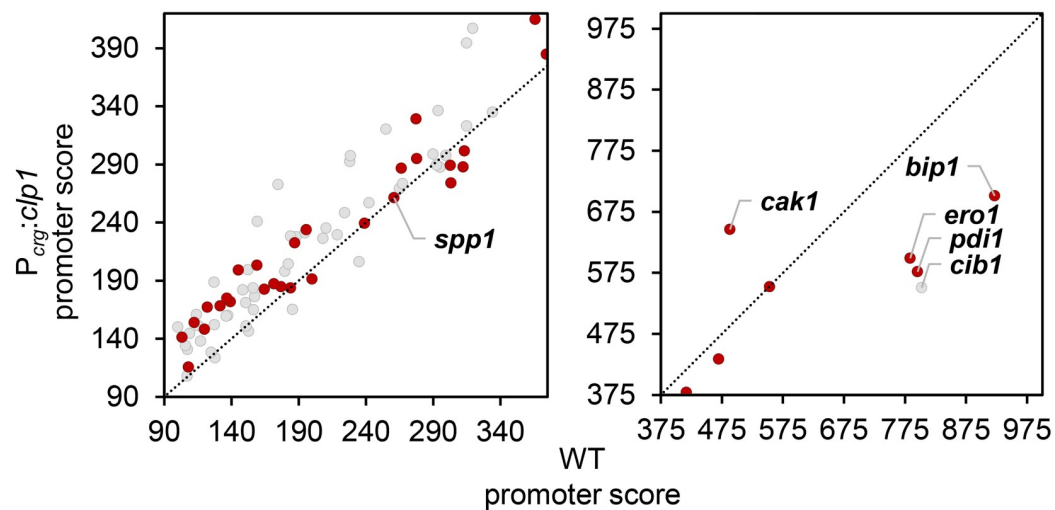 P_crg:clp1
promoter score
390
340
290
240
190
140
90
90 140 190 240 290 340
spp1
975
875
775
675
575
475
375
375 475 575 675 775 875 975
cak1
bip1
ero1
pdi1
cib1
WT
promoter score